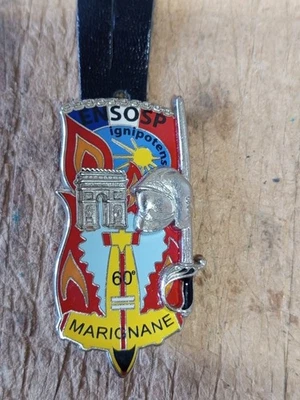 ENSOSP
ignipotens
60°
MARIGNANE